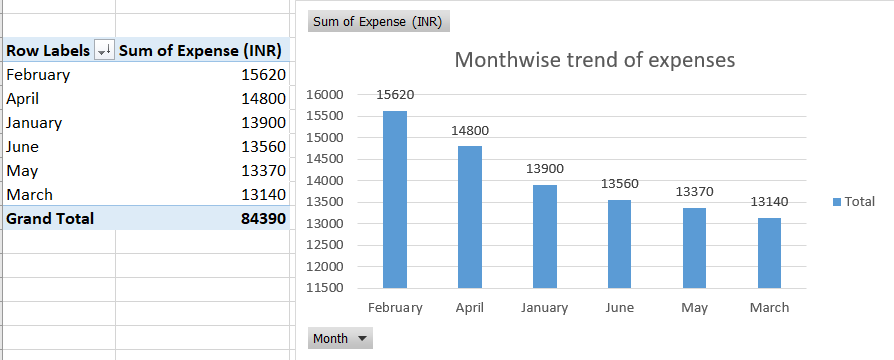 Row Labels Sum of Expense (INR)
February 15620
April 14800
January 13900
June 13560
May 13370
March 13140
Grand Total 84390
Sum of Expense (INR)
Monthwise trend of expenses
16000
15500
15000
14500
14000
13500
13000
12500
12000
11500
15620
14800
13900
13560
13370
13140
February April January June May March
Total
Month